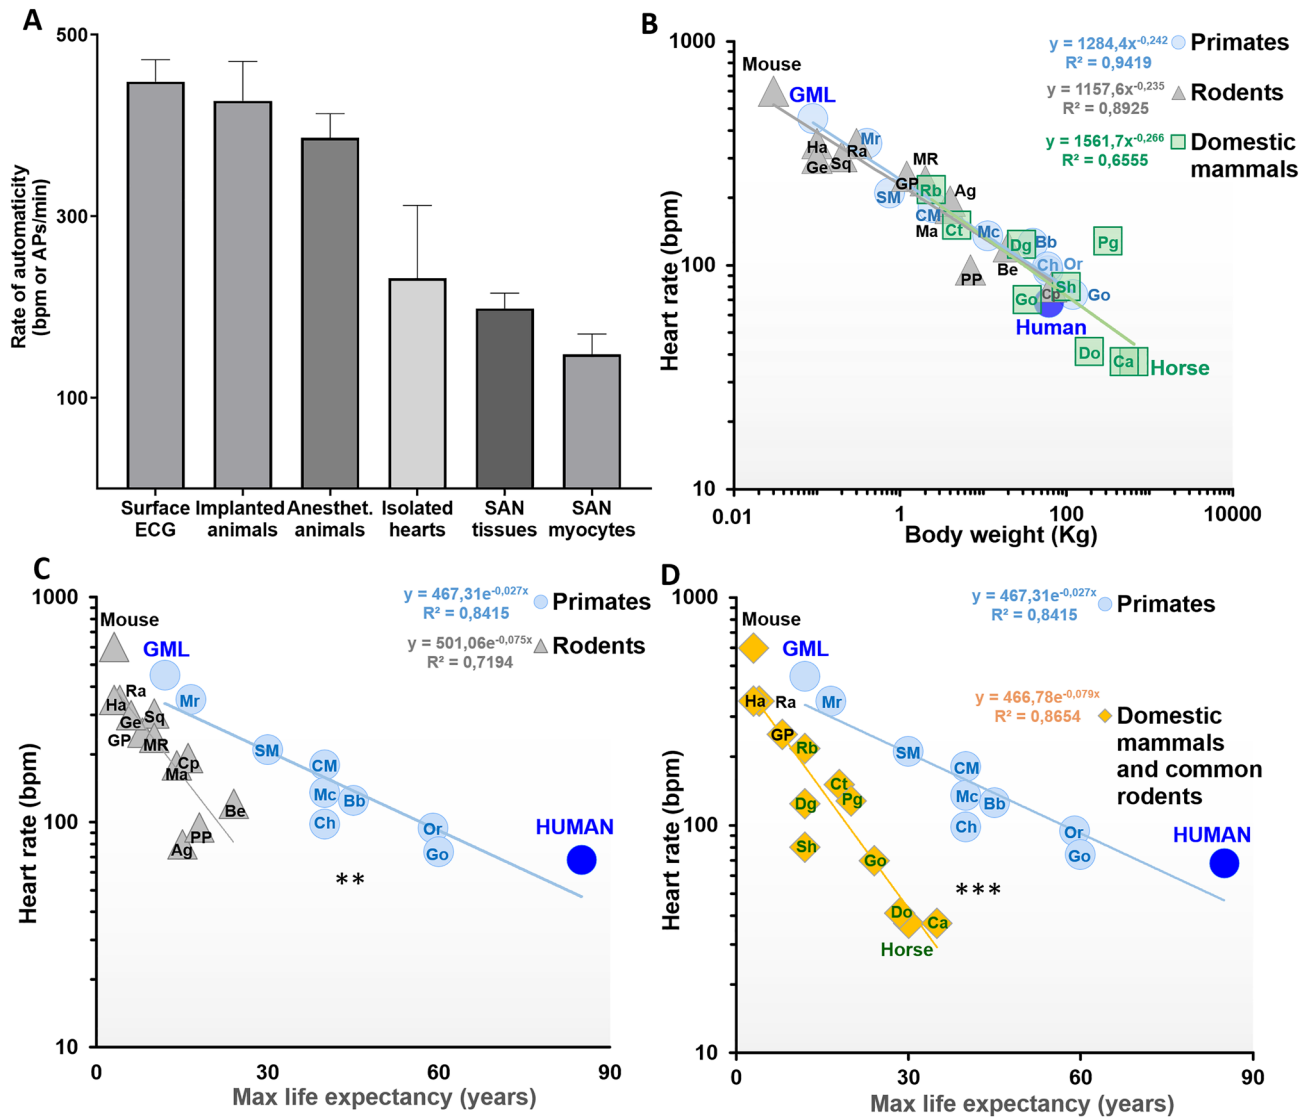 A
500
300
100
Rate of automaticity
(bpm or APs/min)
Surface
ECG
Implanted
animals
Anesthet.
animals
Isolated
hearts
SAN
tissues
SAN
myocytes
B
1000
100
10
Heart rate (bpm)
0.01
1
100
10000
Body weight (Kg)
y = 1284,4x-0,242
R² = 0,9419
Primates
y = 1157,6x-0,235
R² = 0,8925
Rodents
y = 1561,7x-0,266
R² = 0,6555
Domestic
mammals
Mouse
GML
Mr
Ha
Ra
Ge
Sq
MR
GP
SM
Rb
Ag
CM
Ma
Ct
Mc
Dg
Bb
Pg
Be
Ch
Or
PP
Sh
Cp
Go
Go
Human
Do
Ca
Horse
C
1000
100
10
Heart rate (bpm)
0
30
60
90
Max life expectancy (years)
y = 467,31e-0,027x
R² = 0,8415
Primates
y = 501,06e-0,075x
R² = 0,7194
Rodents
Mouse
GML
Ra
Mr
Ha
Ge
Sq
GP
MR
SM
Cp
Ma
CM
Mc
Bb
Be
Ch
PP
Or
Ag
Go
HUMAN
**
D
1000
100
10
Heart rate (bpm)
0
30
60
90
Max life expectancy (years)
y = 467,31e-0,027x
R² = 0,8415
Primates
y = 466,78e-0,079x
R² = 0,8654
Domestic
mammals
and common
rodents
Mouse
GML
Ha
Ra
Mr
GP
Rb
SM
CM
Ct
Pg
Mc
Bb
Dg
Ch
Or
Sh
Go
Go
HUMAN
***
Do
Ca
Horse